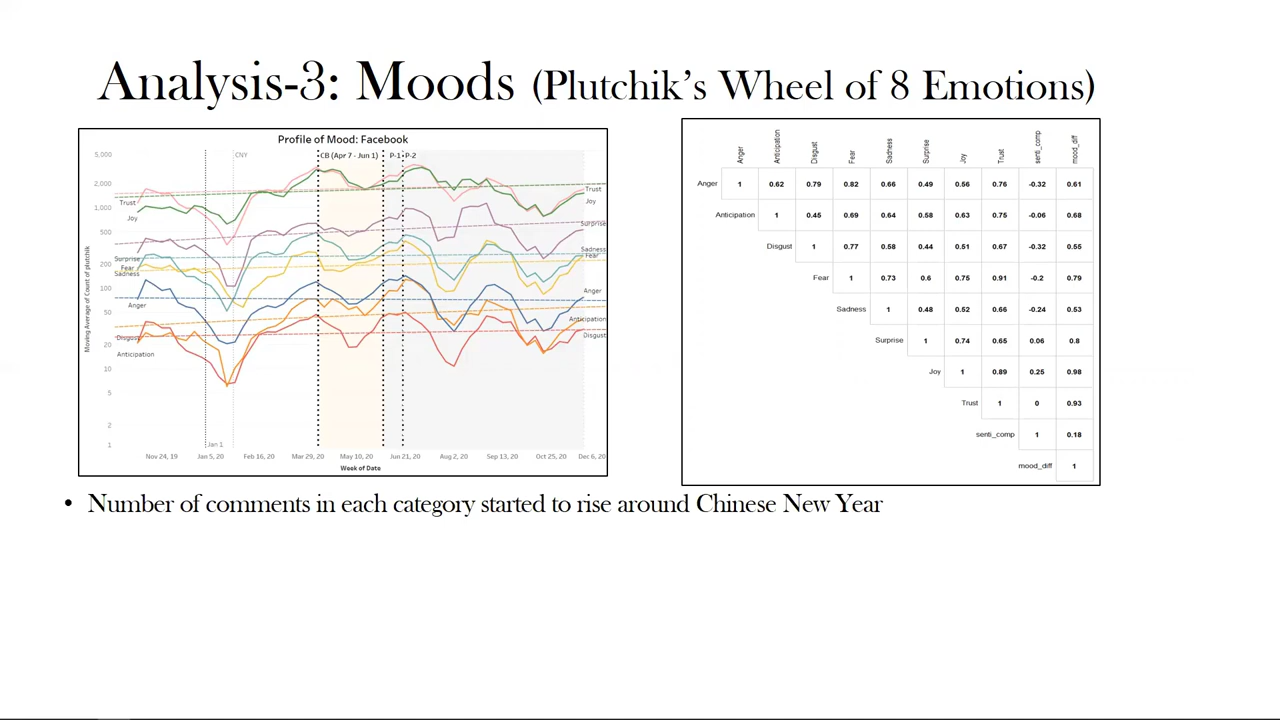 Analysis-3: Moods (Plutchik's Wheel of 8 Emotions)
Profile of Mood: Facebook
CNY
CB (Apr 7 - Jun 1)
P-1
P-2
5,000
2,000
1,000
500
200
100
50
20
10
5
2
1
Moving Average of Count of plutchik
Trust
Joy
Surprise
Fear
Sadness
Anger
Disgust
Anticipation
Trust
Joy
Surprise
Sadness
Fear
Anger
Anticipation
Disgust
Jan 1
Nov 24, 19 Jan 5, 20 Feb 16, 20 Mar 29, 20 May 10, 20 Jun 21, 20 Aug 2, 20 Sep 13, 20 Oct 25, 20 Dec 6, 20
Week of Date
Anger Anticipation Disgust Fear Sadness Surprise Joy Trust senti_comp mood_diff
Anger 1 0.62 0.79 0.82 0.66 0.49 0.56 0.76 -0.32 0.61
Anticipation 1 0.45 0.69 0.64 0.58 0.63 0.75 -0.06 0.68
Disgust 1 0.77 0.58 0.44 0.51 0.67 -0.32 0.55
Fear 1 0.73 0.6 0.75 0.91 -0.2 0.79
Sadness 1 0.48 0.52 0.66 -0.24 0.53
Surprise 1 0.74 0.65 0.06 0.8
Joy 1 0.89 0.25 0.98
Trust 1 0 0.93
senti_comp 1 0.18
mood_diff 1
• Number of comments in each category started to rise around Chinese New Year